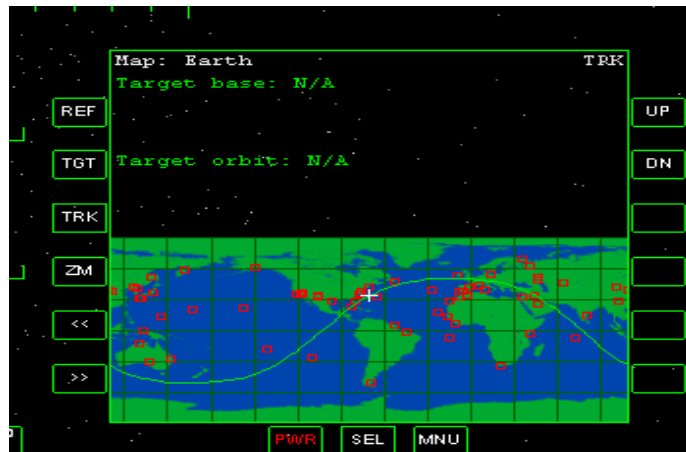 Map: Earth TRK
Target base: N/A
REF
UP
TGT
Target orbit: N/A
DN
TRK
ZM
<<
>>
PWR
SEL
MNU